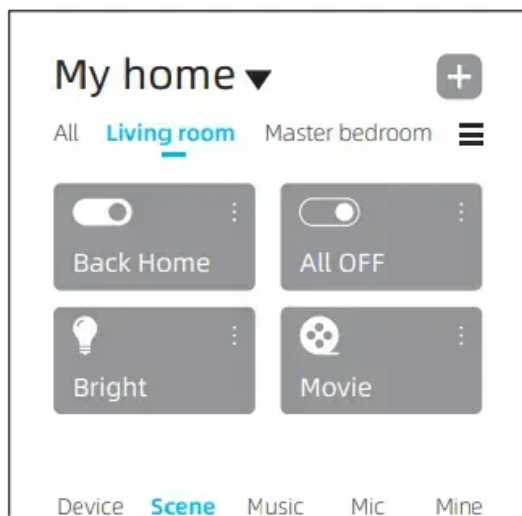 My home
All Living room Master bedroom
Back Home All OFF
Bright Movie
Device Scene Music Mic Mine